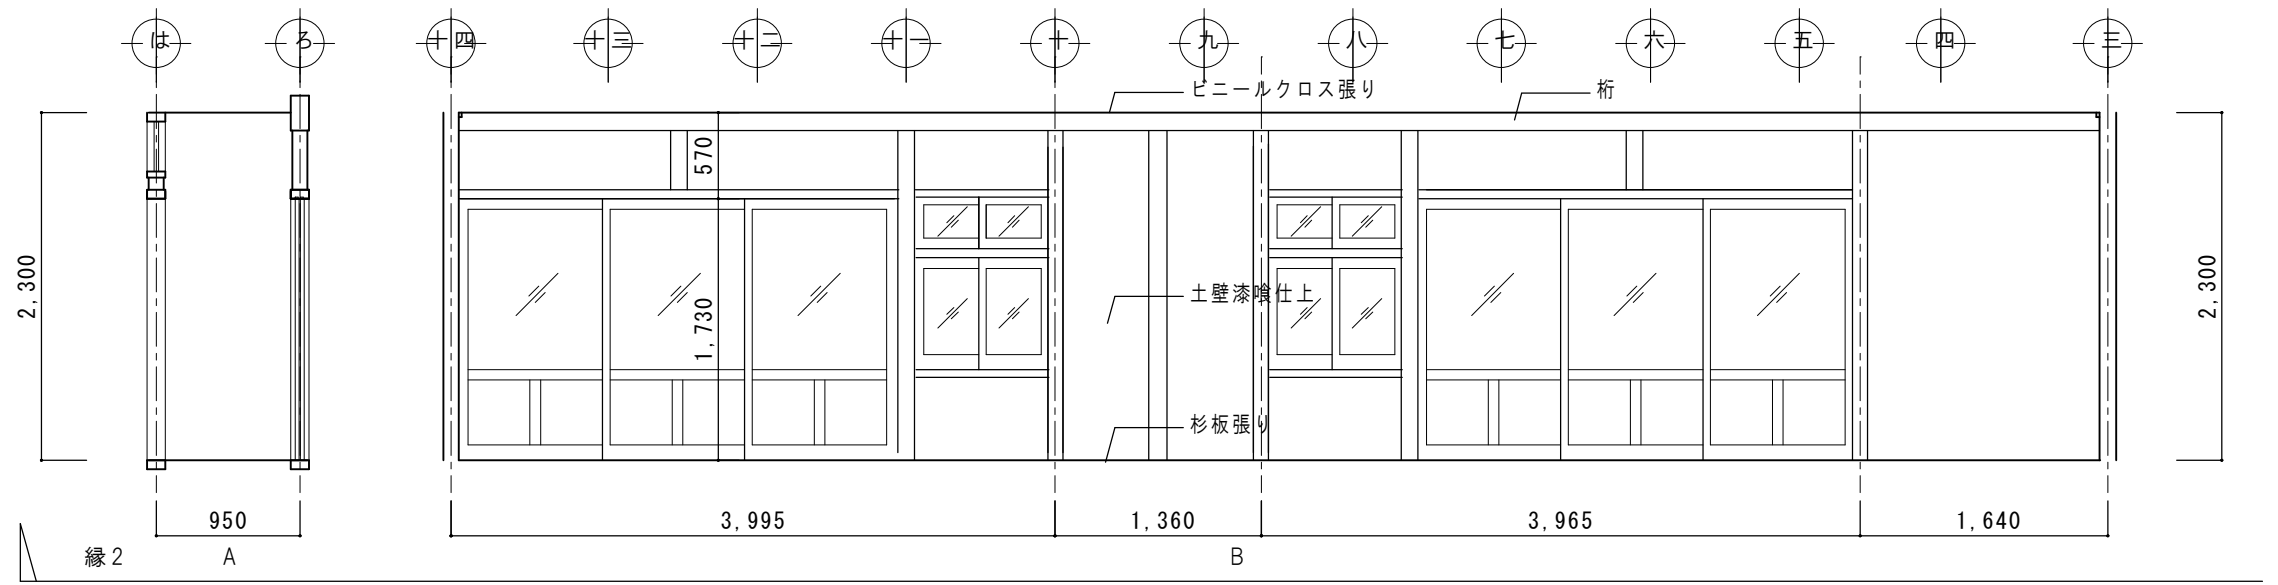 は ろ 十四 十三 十二 十一 十 九 八 七 六 五 四 三
ビニールクロス張り 桁
570
2,300 土壁漆喰仕上 2,300
1,730
杉板張り
950 3,995 1,360 3,965 1,640
縁2 A B